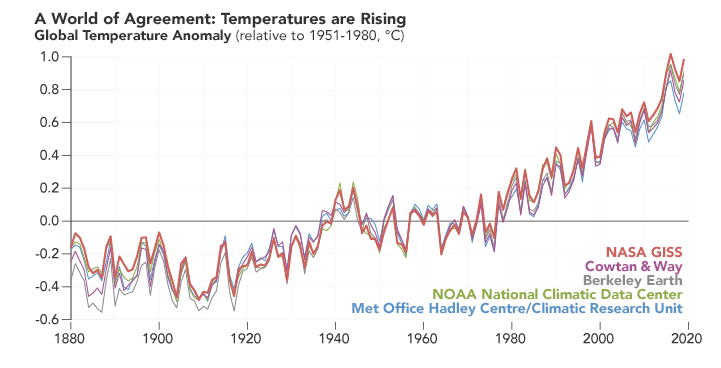 A World of Agreement: Temperatures are Rising
Global Temperature Anomaly (relative to 1951-1980, °C)
1.0
0.8
0.6
0.4
0.2
0.0
-0.2
-0.4
-0.6
NASA GISS
Cowtan & Way
Berkeley Earth
NOAA National Climatic Data Center
Met Office Hadley Centre/Climatic Research Unit
1880 1900 1920 1940 1960 1980 2000 2020